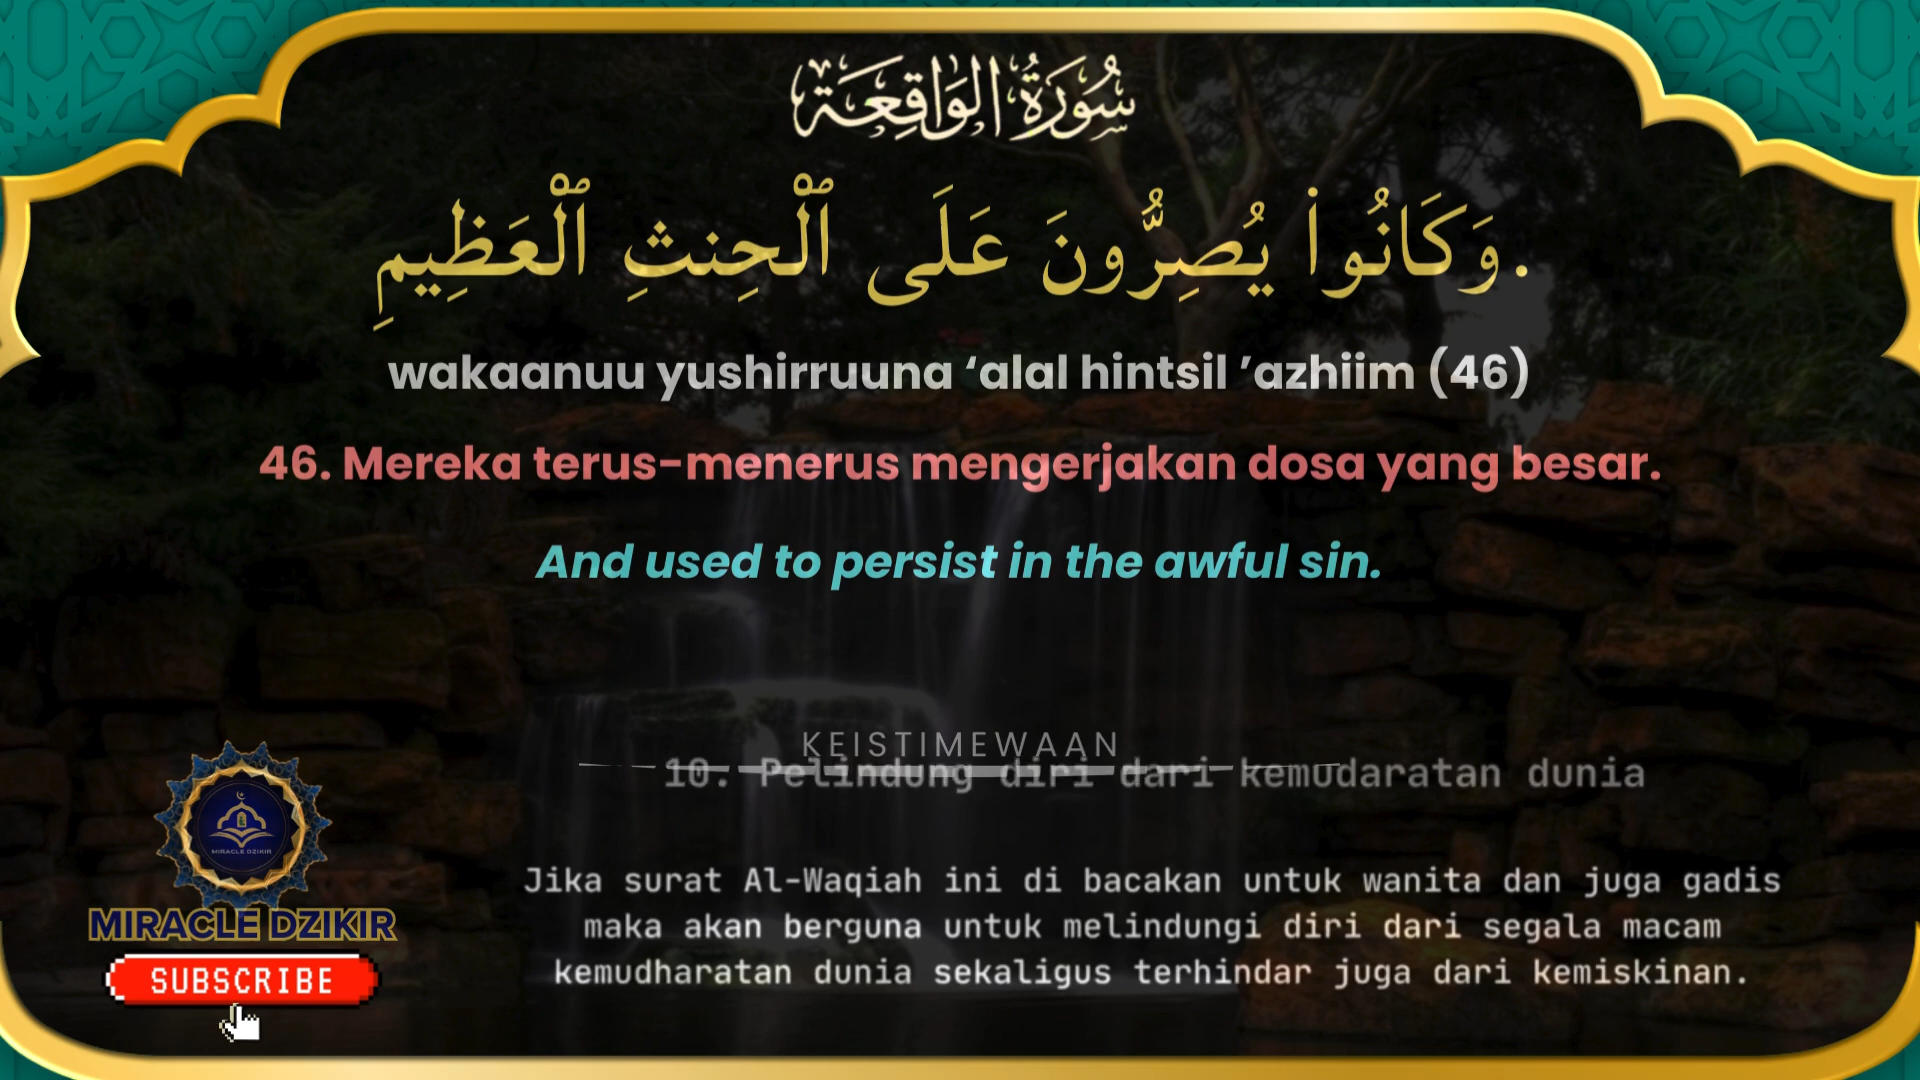 سُورَةُ الوَاقِعَة
وَكَانُوا۟ يُصِرُّونَ عَلَى ٱلْحِنثِ ٱلْعَظِيمِ.
wakaanuu yushirruuna ‘alal hintsil ’azhiim (46)
46. Mereka terus-menerus mengerjakan dosa yang besar.
And used to persist in the awful sin.
KEISTIMEWAAN
10. Pelindung diri dari kemudaratan dunia
Jika surat Al-Waqiah ini di bacakan untuk wanita dan juga gadis
maka akan berguna untuk melindungi diri dari segala macam
kemudharatan dunia sekaligus terhindar juga dari kemiskinan.
MIRACLE DZIKIR
MIRACLE DZIKIR
SUBSCRIBE